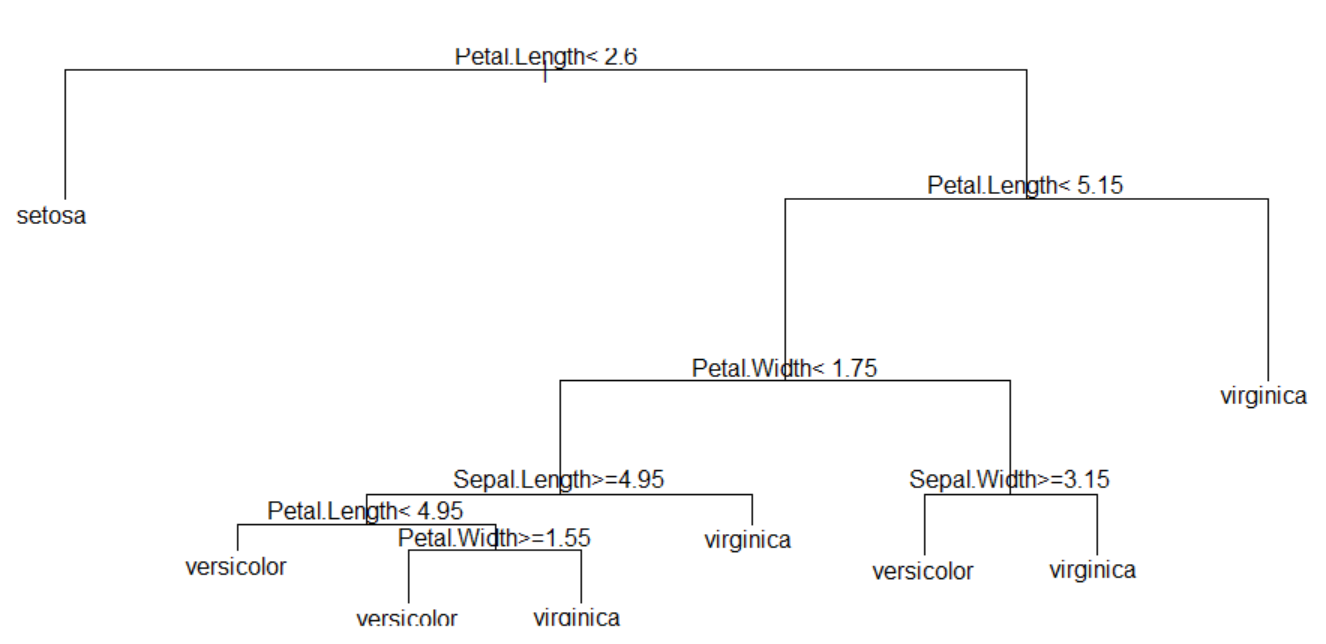 Petal.Length< 2.6
setosa
Petal.Length< 5.15
Petal.Width< 1.75
virginica
Sepal.Length>=4.95
Sepal.Width>=3.15
Petal.Length< 4.95
Petal.Width>=1.55
virginica
versicolor
versicolor
virginica
versicolor
virginica